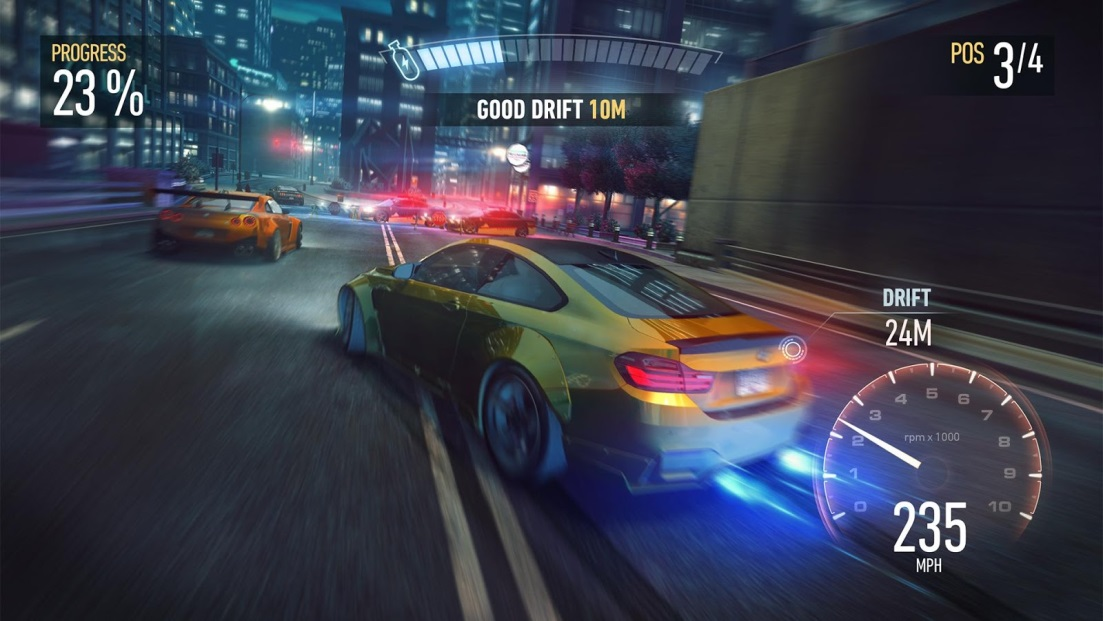 PROGRESS
23%
GOOD DRIFT 10M
POS 3/4
DRIFT
24M
0 1 2 3 4 5 6 7 8 9 10
rpm x 1000
235
MPH